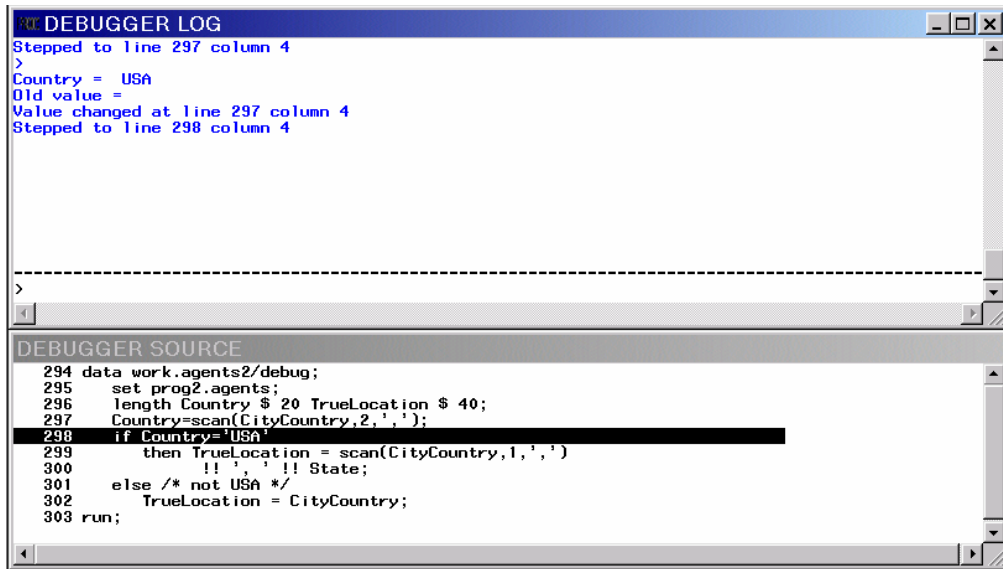 DEBUGGER LOG
Stepped to line 297 column 4
>
Country =  USA
Old value =
Value changed at line 297 column 4
Stepped to line 298 column 4
>
DEBUGGER SOURCE
294 data work.agents2/debug;
295    set prog2.agents;
296    length Country $ 20 TrueLocation $ 40;
297    Country=scan(CityCountry,2,',');
298    if Country='USA'
299       then TrueLocation = scan(CityCountry,1,',')
300              !! ', ' !! State;
301    else /* not USA */
302       TrueLocation = CityCountry;
303 run;